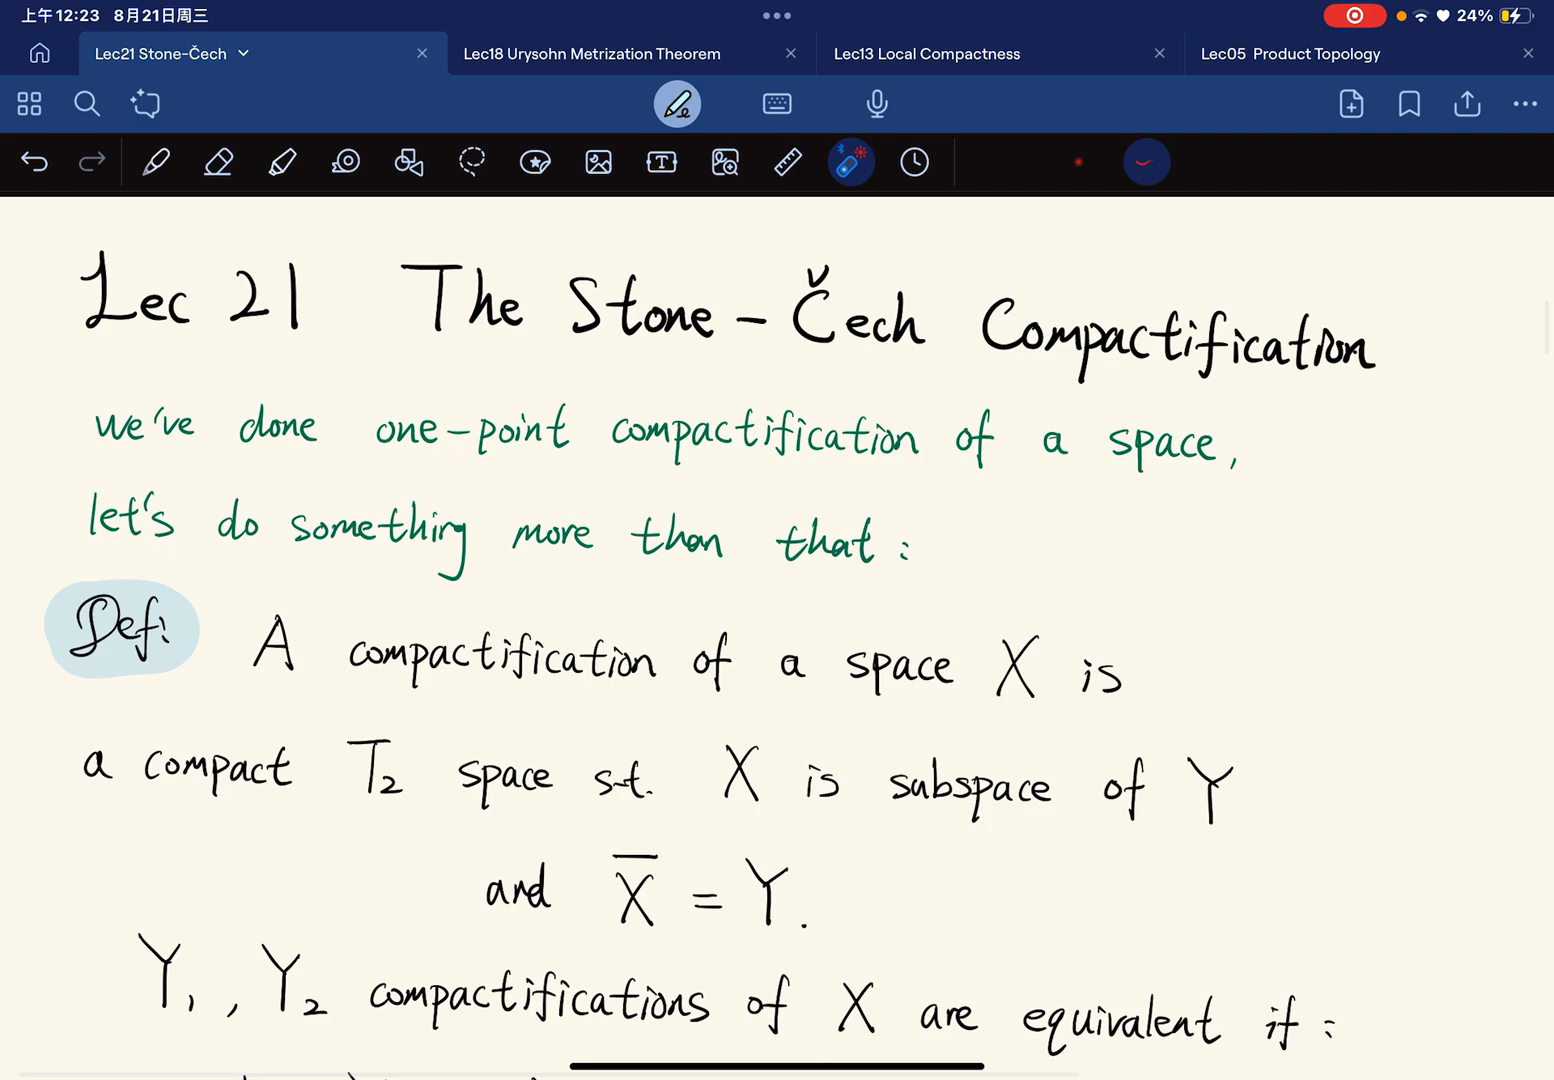 上午12:23 8月21日周三
24%
Lec21 Stone-Čech
Lec18 Urysohn Metrization Theorem
Lec13 Local Compactness
Lec05 Product Topology
Lec 21 The Stone-Čech Compactification
we've done one-point compactification of a space,
let's do something more than that:
Def: A compactification of a space X is
a compact T₂ space s.t. X is subspace of Y
and X̅ = Y.
Y₁, Y₂ compactifications of X are equivalent if: